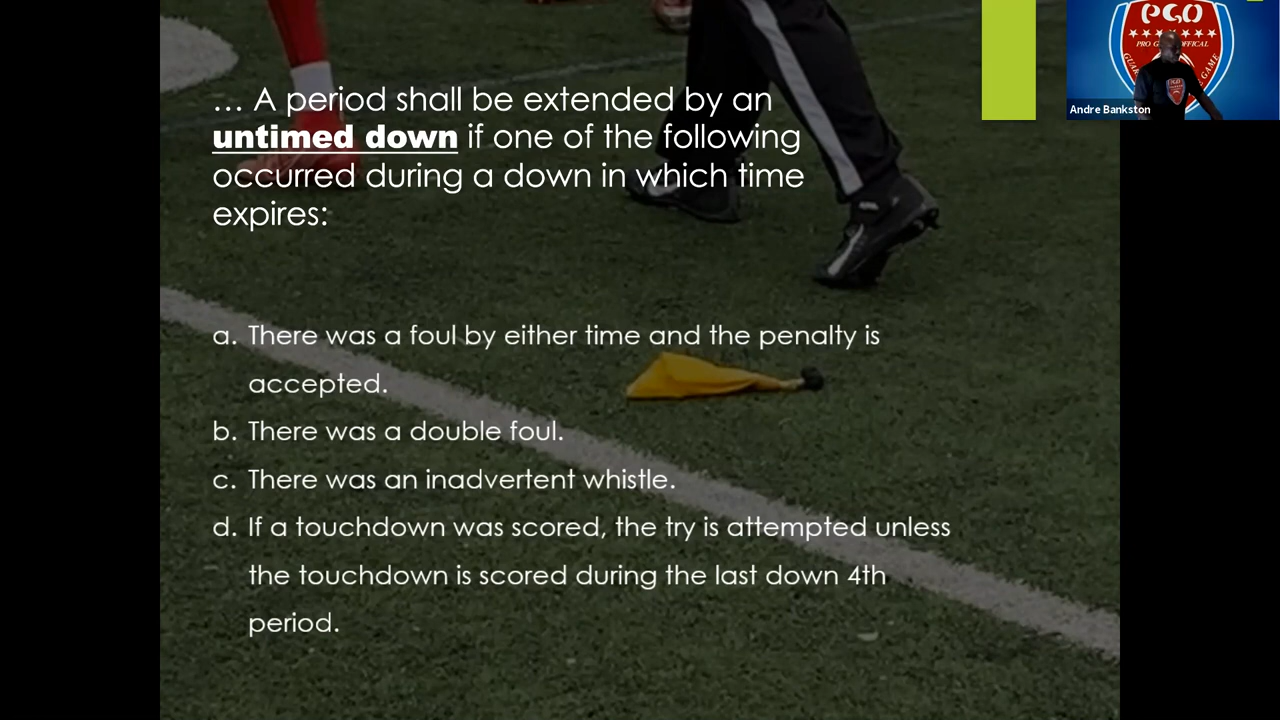 … A period shall be extended by an
untimed down if one of the following
occurred during a down in which time
expires:
a. There was a foul by either time and the penalty is
accepted.
b. There was a double foul.
c. There was an inadvertent whistle.
d. If a touchdown was scored, the try is attempted unless
the touchdown is scored during the last down 4th
period.
PGO
Andre Bankston